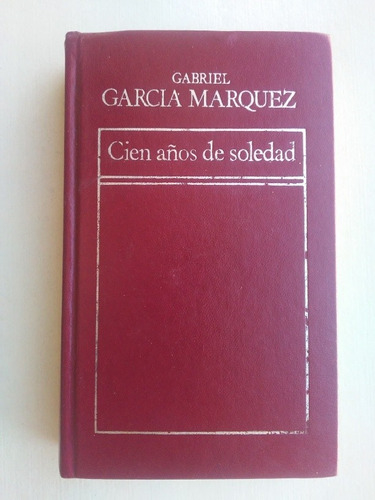 GABRIEL
GARCIA MARQUEZ
Cien años de soledad